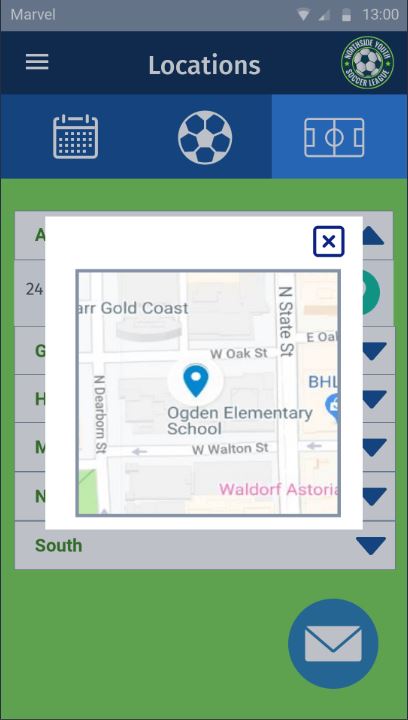 Marvel
13:00
Locations
NORTHSIDE YOUTH
SOCCER LEAGUE
A
24
G
H
M
N
South
arr Gold Coast
N State St
E Oal
W Oak St
BHL
N Dearborn St
Ogden Elementary
School
W Walton St
Waldorf Astoria